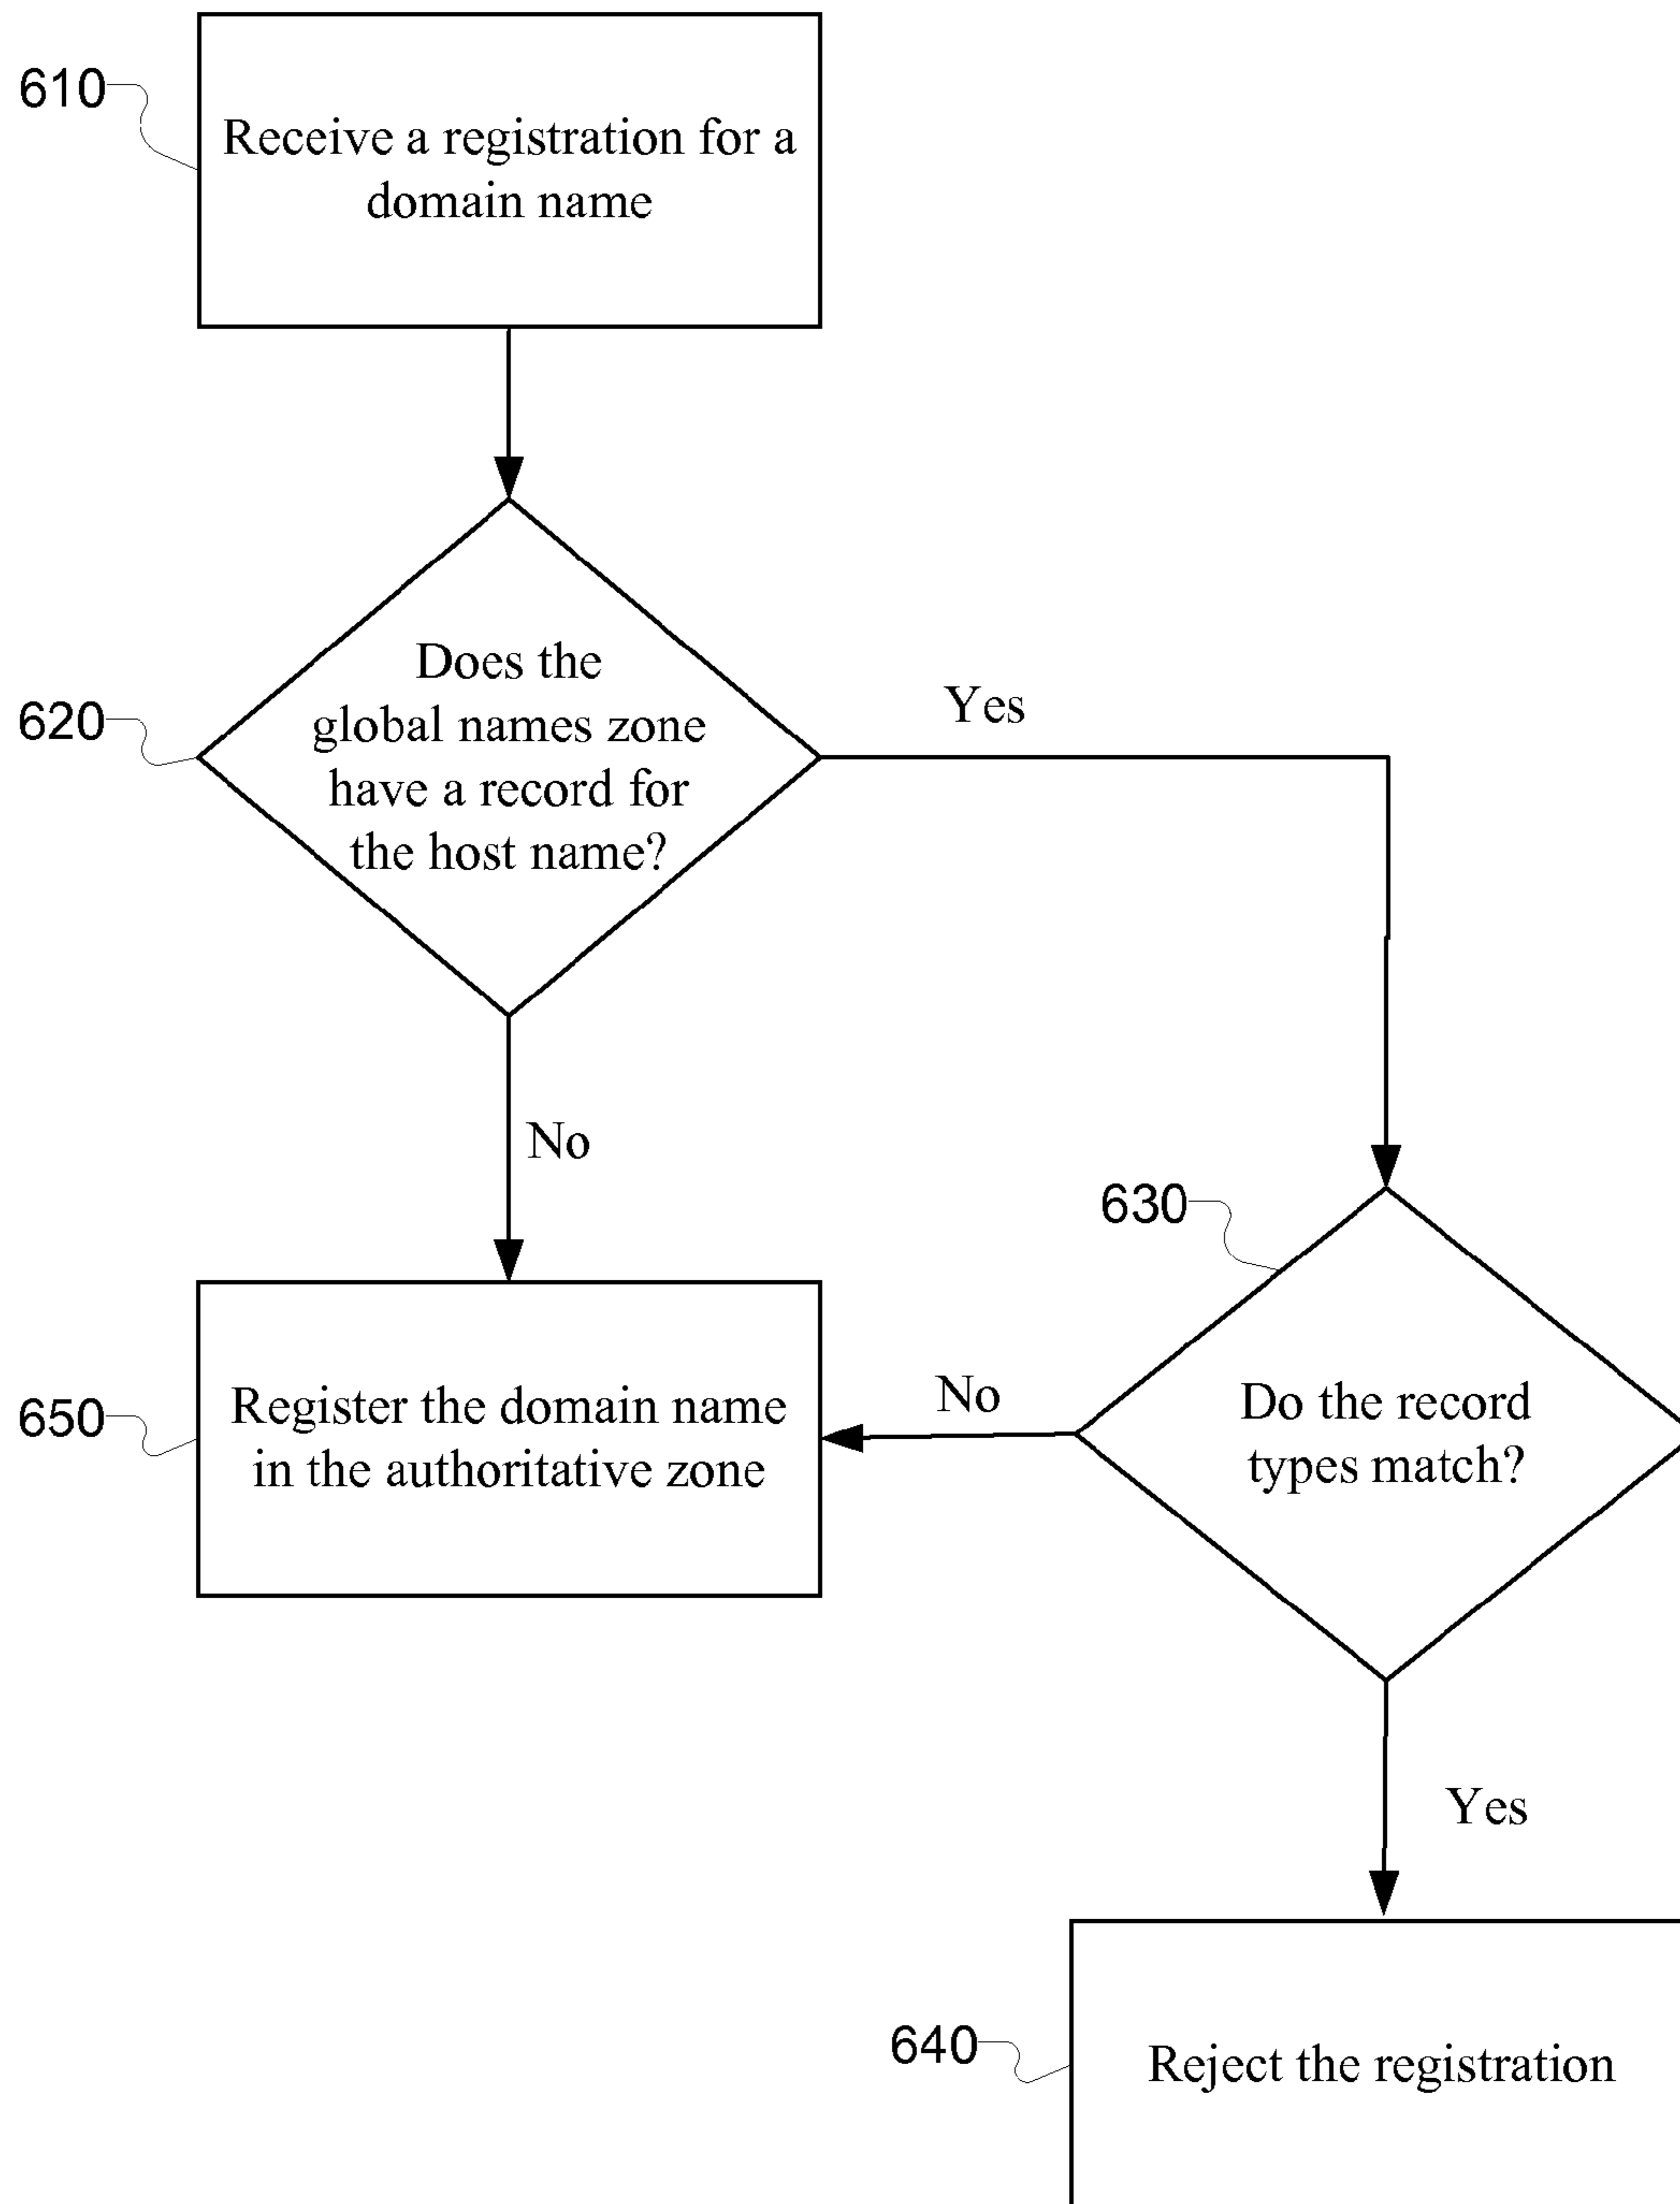 610
Receive a registration for a
domain name
620
Does the
global names zone
have a record for
the host name?
Yes
No
630
Do the record
types match?
No
650
Register the domain name
in the authoritative zone
Yes
640
Reject the registration